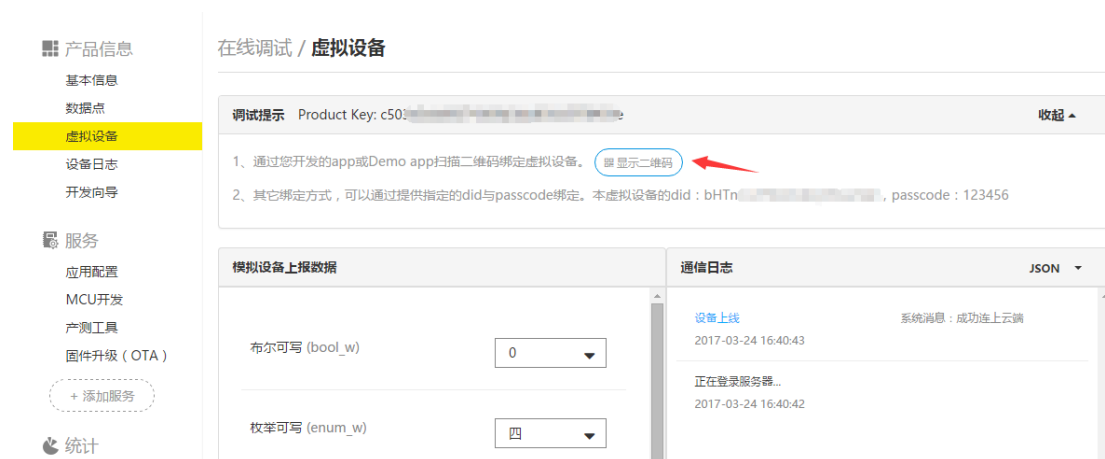 产品信息
基本信息
数据点
虚拟设备
设备日志
开发向导
服务
应用配置
MCU开发
产测工具
固件升级（OTA）
+ 添加服务
统计
在线调试 / 虚拟设备
调试提示 Product Key: c503
收起
1、通过您开发的app或Demo app扫描二维码绑定虚拟设备。 显示二维码
2、其它绑定方式，可以通过提供指定的did与passcode绑定。本虚拟设备的did：bHTn ，passcode：123456
模拟设备上报数据
布尔可写 (bool_w) 0
枚举可写 (enum_w) 四
通信日志 JSON
设备上线 系统消息：成功连上云端
2017-03-24 16:40:43
正在登录服务器...
2017-03-24 16:40:42